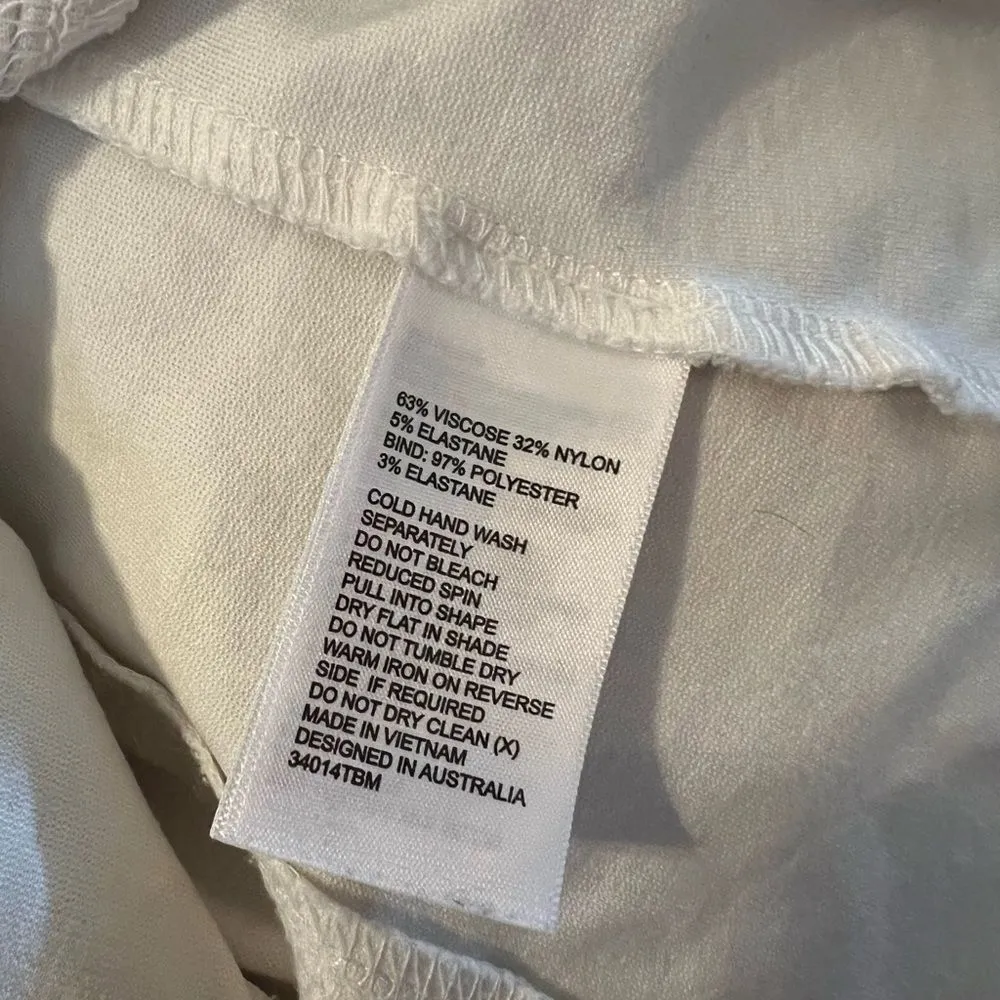 63% VISCOSE 32% NYLON
5% ELASTANE
BIND: 97% POLYESTER
3% ELASTANE
COLD HAND WASH
SEPARATELY
DO NOT BLEACH
REDUCED SPIN
PULL INTO SHAPE
DRY FLAT IN SHADE
DO NOT TUMBLE DRY
WARM IRON ON REVERSE
SIDE IF REQUIRED
DO NOT DRY CLEAN (X)
MADE IN VIETNAM
DESIGNED IN AUSTRALIA
34014TBM